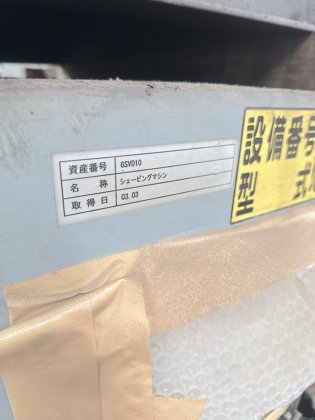 資産番号 GSV010
名称 シェービングマシン
取得日 03.03
設備番号
型式